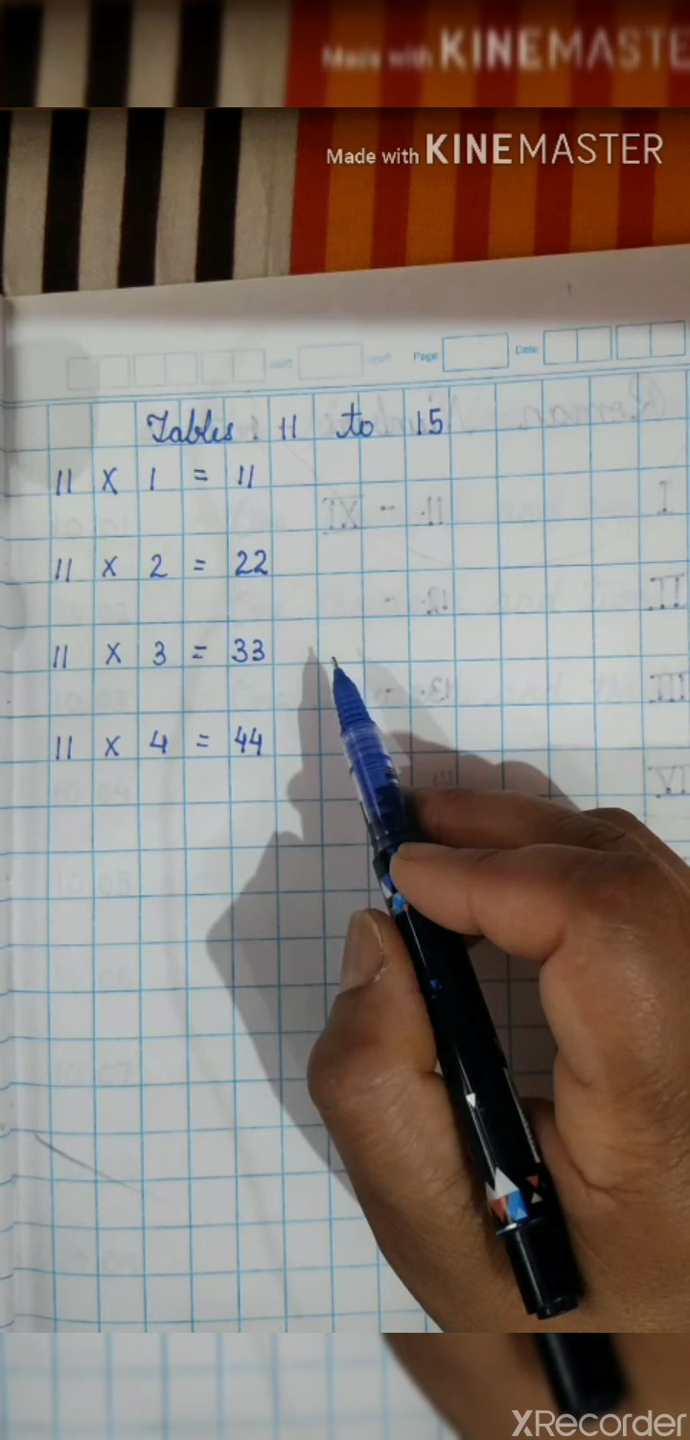 Made with KINEMASTE
Made with KINEMASTER
Page Date
Tables : 11 to 15
11 X 1 = 11
11 X 2 = 22
11 X 3 = 33
11 X 4 = 44
XRecorder